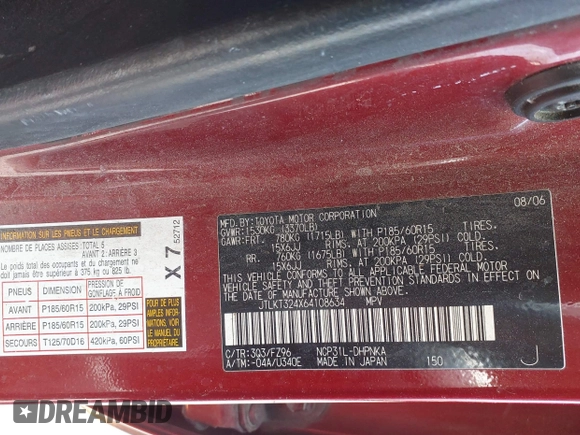 PNEUS ET LE CHARGEMENT
NOMBRE DE PLACES ASSISES: TOTAL 5
AVANT 2: ARRIÈRE 3
Le poids total des occupants et du chargement ne
doit jamais être supérieur à 375 kg ou 825 lb.
PNEUS DIMENSION PRESSION DE GONFLAGE À FROID
AVANT P185/60R15 200kPa, 29PSI
ARRIÈRE P185/60R15 200kPa, 29PSI
SECOURS T125/70D16 420kPa, 60PSI
X 7
52712
MFD.BY:TOYOTA MOTOR CORPORATION 08/06
GVWR:1530KG (3370LB)
GAWR:FRT. 780KG (1715LB) WITH P185/60R15 TIRES.
15X6JJ RIMS. AT 200KPA (29PSI) COLD.
RR. 760KG (1675LB) WITH P185/60R15 TIRES.
15X6JJ RIMS. AT 200KPA (29PSI) COLD.
THIS VEHICLE CONFORMS TO ALL APPLICABLE FEDERAL MOTOR
VEHICLE SAFETY AND THEFT PREVENTION STANDARDS IN EFFECT
ON THE DATE OF MANUFACTURE SHOWN ABOVE.
JTLKT324X64108634 MPV
C/TR:3Q3/FZ96 NCP31L-DHPNKA
A/TM:-04A/U340E MADE IN JAPAN 150 J
DREAMBID